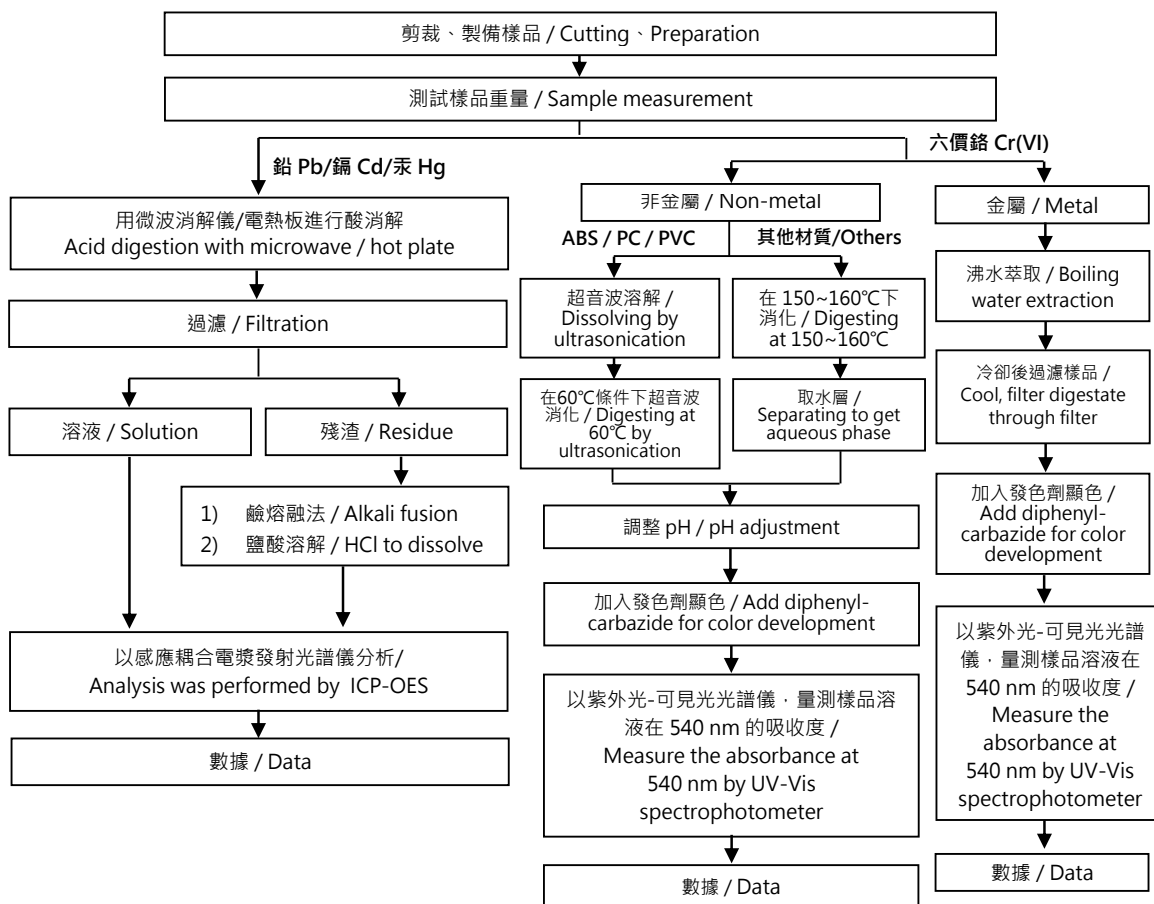 剪裁、製備樣品 / Cutting、Preparation
測試樣品重量 / Sample measurement
鉛 Pb/鎘 Cd/汞 Hg
用微波消解儀/電熱板進行酸消解
Acid digestion with microwave / hot plate
過濾 / Filtration
溶液 / Solution
殘渣 / Residue
1) 鹼熔融法 / Alkali fusion
2) 鹽酸溶解 / HCl to dissolve
以感應耦合電漿發射光譜儀分析/
Analysis was performed by ICP-OES
數據 / Data
六價鉻 Cr(VI)
非金屬 / Non-metal
ABS / PC / PVC
超音波溶解 /
Dissolving by
ultrasonication
在60℃條件下超音波
消化 / Digesting at
60℃ by
ultrasonication
其他材質/Others
在 150~160℃下
消化 / Digesting
at 150~160℃
取水層 /
Separating to get
aqueous phase
調整 pH / pH adjustment
加入發色劑顯色 / Add diphenyl-
carbazide for color development
以紫外光-可見光光譜儀，量測樣品溶
液在 540 nm 的吸收度 /
Measure the absorbance at
540 nm by UV-Vis
spectrophotometer
數據 / Data
金屬 / Metal
沸水萃取 / Boiling
water extraction
冷卻後過濾樣品 /
Cool, filter digestate
through filter
加入發色劑顯色 /
Add diphenyl-
carbazide for color
development
以紫外光-可見光光譜
儀，量測樣品溶液在
540 nm 的吸收度 /
Measure the
absorbance at
540 nm by UV-Vis
spectrophotometer
數據 / Data